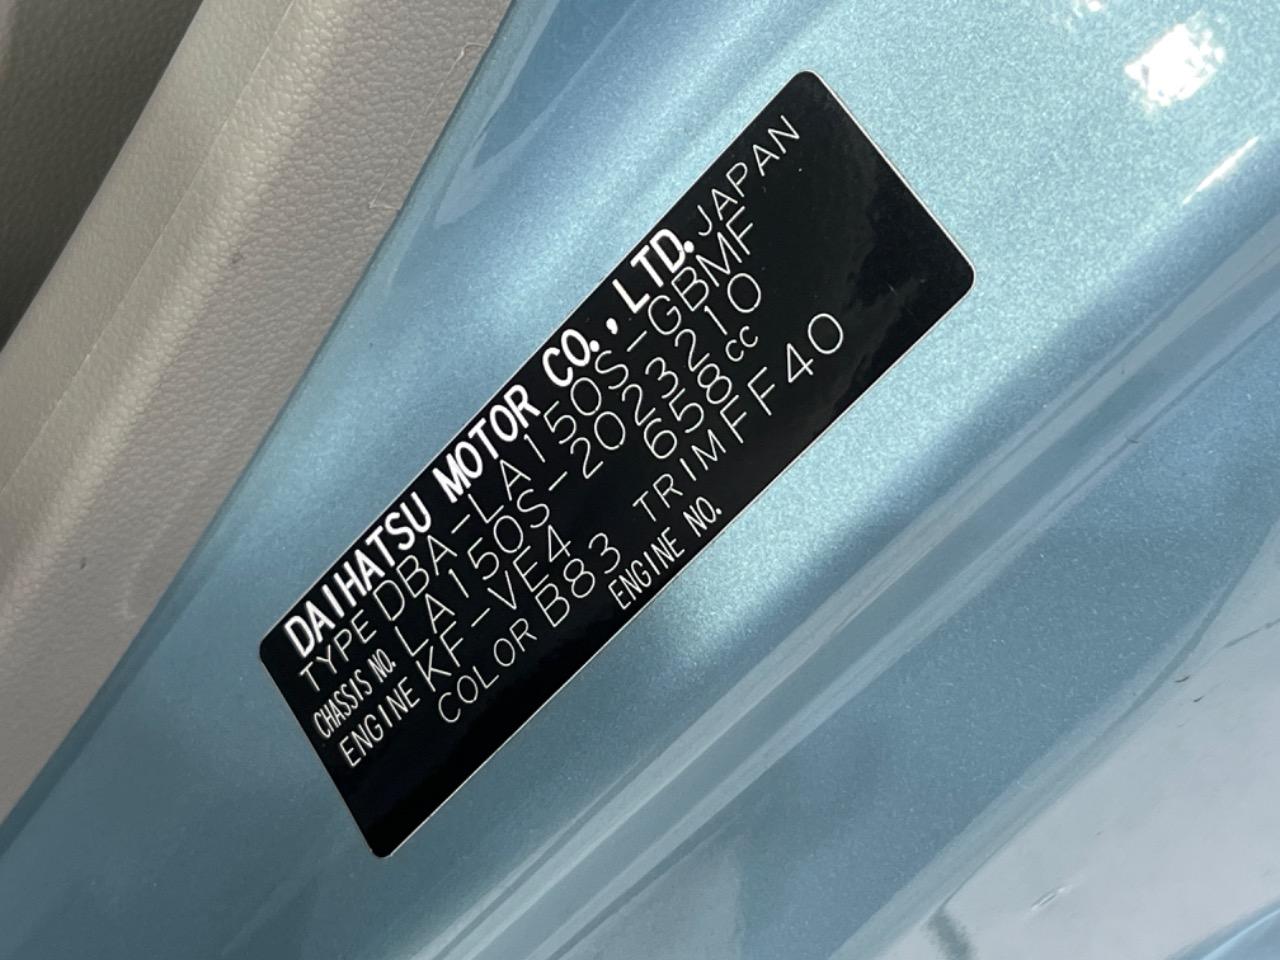 DAIHATSU MOTOR CO.,LTD. JAPAN
TYPE DBA-LA150S-GBMF
CHASSIS NO. LA150S-2023210
ENGINE KF-VE4 658cc
COLOR B83 TRIM FF40
ENGINE NO.